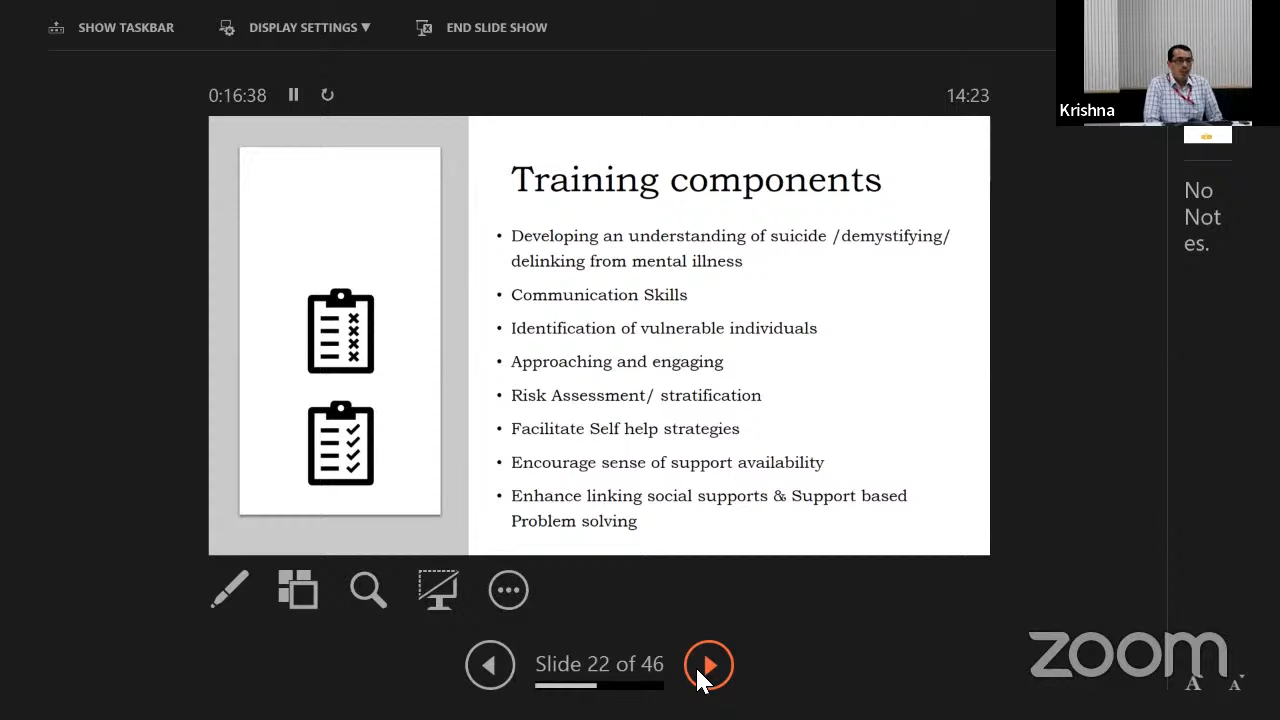 SHOW TASKBAR
DISPLAY SETTINGS ▼
END SLIDE SHOW
Krishna
0:16:38
14:23
No
Not
es.
Training components
• Developing an understanding of suicide /demystifying/
delinking from mental illness
• Communication Skills
• Identification of vulnerable individuals
• Approaching and engaging
• Risk Assessment/ stratification
• Facilitate Self help strategies
• Encourage sense of support availability
• Enhance linking social supports & Support based
Problem solving
Slide 22 of 46
zoom
A A